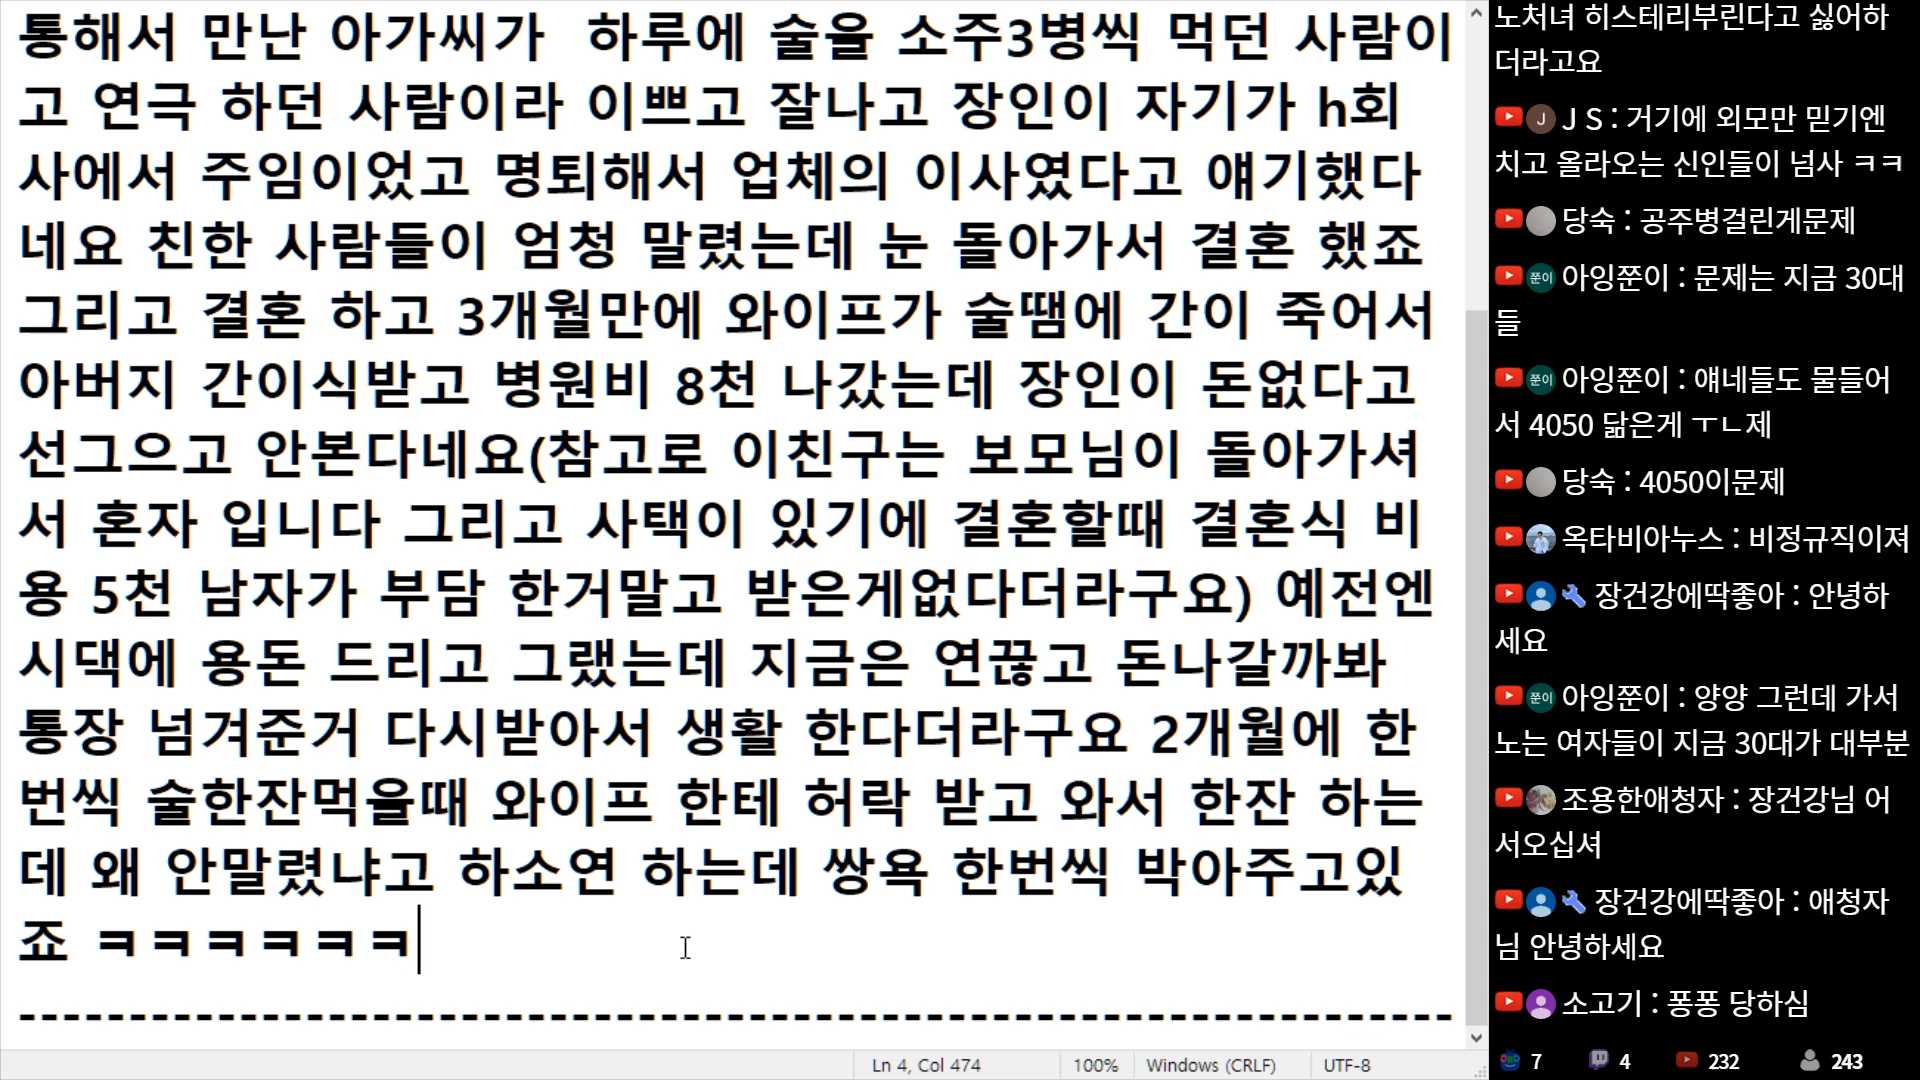 통해서 만난 아가씨가  하루에 술을 소주3병씩 먹던 사람이
고 연극 하던 사람이라 이쁘고 잘나고 장인이 자기가 h회
사에서 주임이었고 명퇴해서 업체의 이사였다고 얘기했다
네요 친한 사람들이 엄청 말렸는데 눈 돌아가서 결혼 했죠
그리고 결혼 하고 3개월만에 와이프가 술땜에 간이 죽어서
아버지 간이식받고 병원비 8천 나갔는데 장인이 돈없다고
선그으고 안본다네요(참고로 이친구는 보모님이 돌아가셔
서 혼자 입니다 그리고 사택이 있기에 결혼할때 결혼식 비
용 5천 남자가 부담 한거말고 받은게없다더라구요) 예전엔
시댁에 용돈 드리고 그랬는데 지금은 연끊고 돈나갈까봐
통장 넘겨준거 다시받아서 생활 한다더라구요 2개월에 한
번씩 술한잔먹을때 와이프 한테 허락 받고 와서 한잔 하는
데 왜 안말렸냐고 하소연 하는데 쌍욕 한번씩 박아주고있
죠 ㅋㅋㅋㅋㅋㅋ
-----------------------------------------------------
Ln 4, Col 474
100%
Windows (CRLF)
UTF-8
노처녀 히스테리부린다고 싫어하
더라고요
J J S : 거기에 외모만 믿기엔
치고 올라오는 신인들이 넘사 ㅋㅋ
당숙 : 공주병걸린게문제
쭌이 아잉쭌이 : 문제는 지금 30대
들
쭌이 아잉쭌이 : 얘네들도 물들어
서 4050 닮은게 ㅜㄴ제
당숙 : 4050이문제
옥타비아누스 : 비정규직이져
장건강에딱좋아 : 안녕하
세요
쭌이 아잉쭌이 : 양양 그런데 가서
노는 여자들이 지금 30대가 대부분
조용한애청자 : 장건강님 어
서오십셔
장건강에딱좋아 : 애청자
님 안녕하세요
소고기 : 퐁퐁 당하심
7 4 232 243